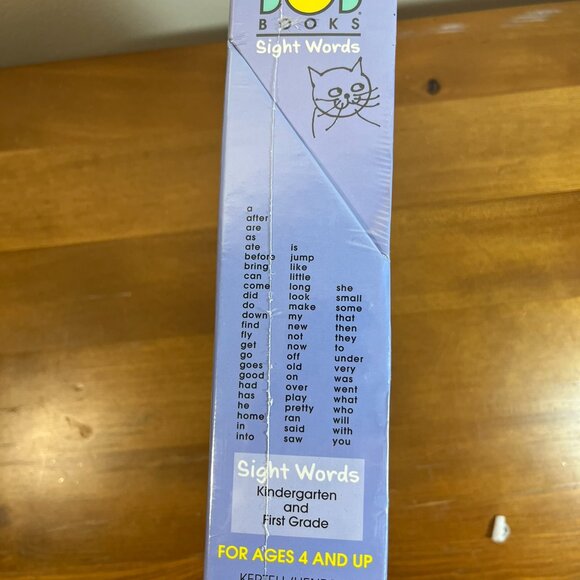 BOB
BOOKS
Sight Words
a
after
are
as
ate
before
bring
can
come
did
do
down
find
fly
get
go
goes
good
had
has
he
home
in
into
is
jump
like
little
long
look
make
my
new
not
now
off
old
on
over
play
pretty
ran
said
saw
she
small
some
that
then
they
to
under
very
was
went
what
who
will
with
you
Sight Words
Kindergarten
and
First Grade
FOR AGES 4 AND UP